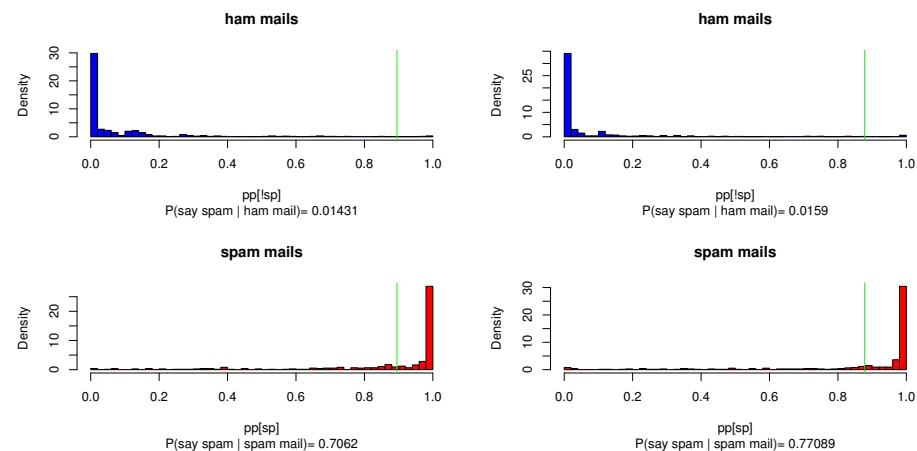 ham mails
Density
0 10 20 30
0.0 0.2 0.4 0.6 0.8 1.0
pp[!sp]
P(say spam | ham mail)= 0.01431
ham mails
Density
0 10 25
0.0 0.2 0.4 0.6 0.8 1.0
pp[!sp]
P(say spam | ham mail)= 0.0159
spam mails
Density
0 10 20
0.0 0.2 0.4 0.6 0.8 1.0
pp[sp]
P(say spam | spam mail)= 0.7062
spam mails
Density
0 10 20 30
0.0 0.2 0.4 0.6 0.8 1.0
pp[sp]
P(say spam | spam mail)= 0.77089